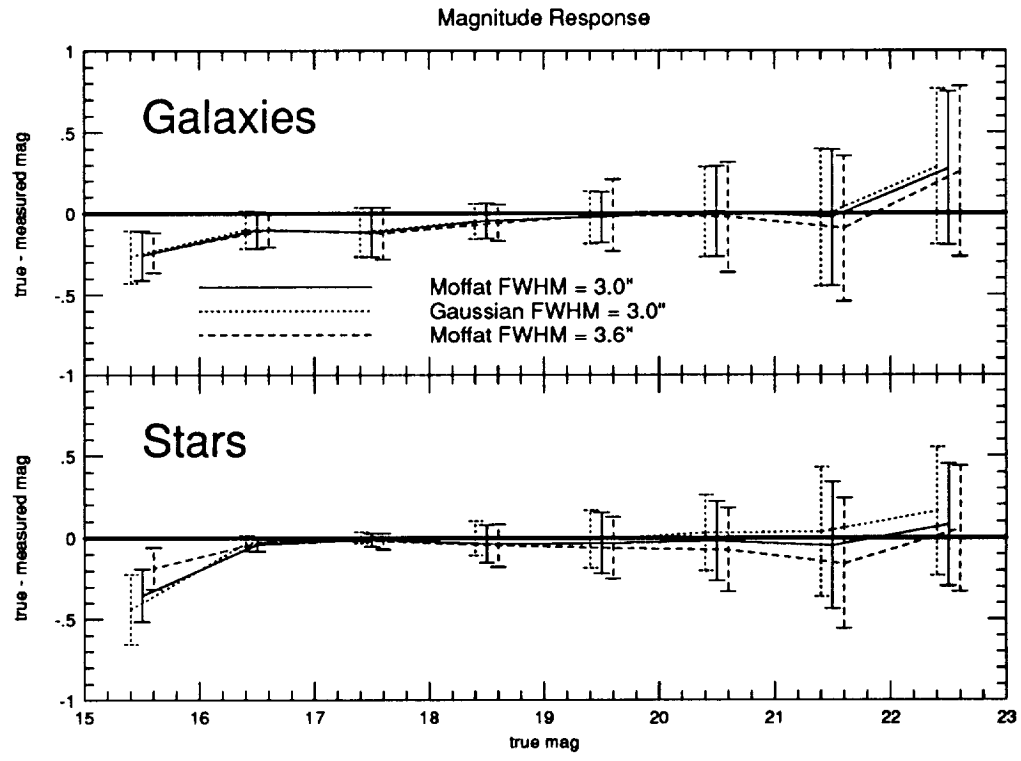 Magnitude Response
Galaxies
true - measured mag
1
.5
0
-.5
-1
Moffat FWHM = 3.0"
Gaussian FWHM = 3.0"
Moffat FWHM = 3.6"
Stars
true - measured mag
.5
0
-.5
-1
15 16 17 18 19 20 21 22 23
true mag